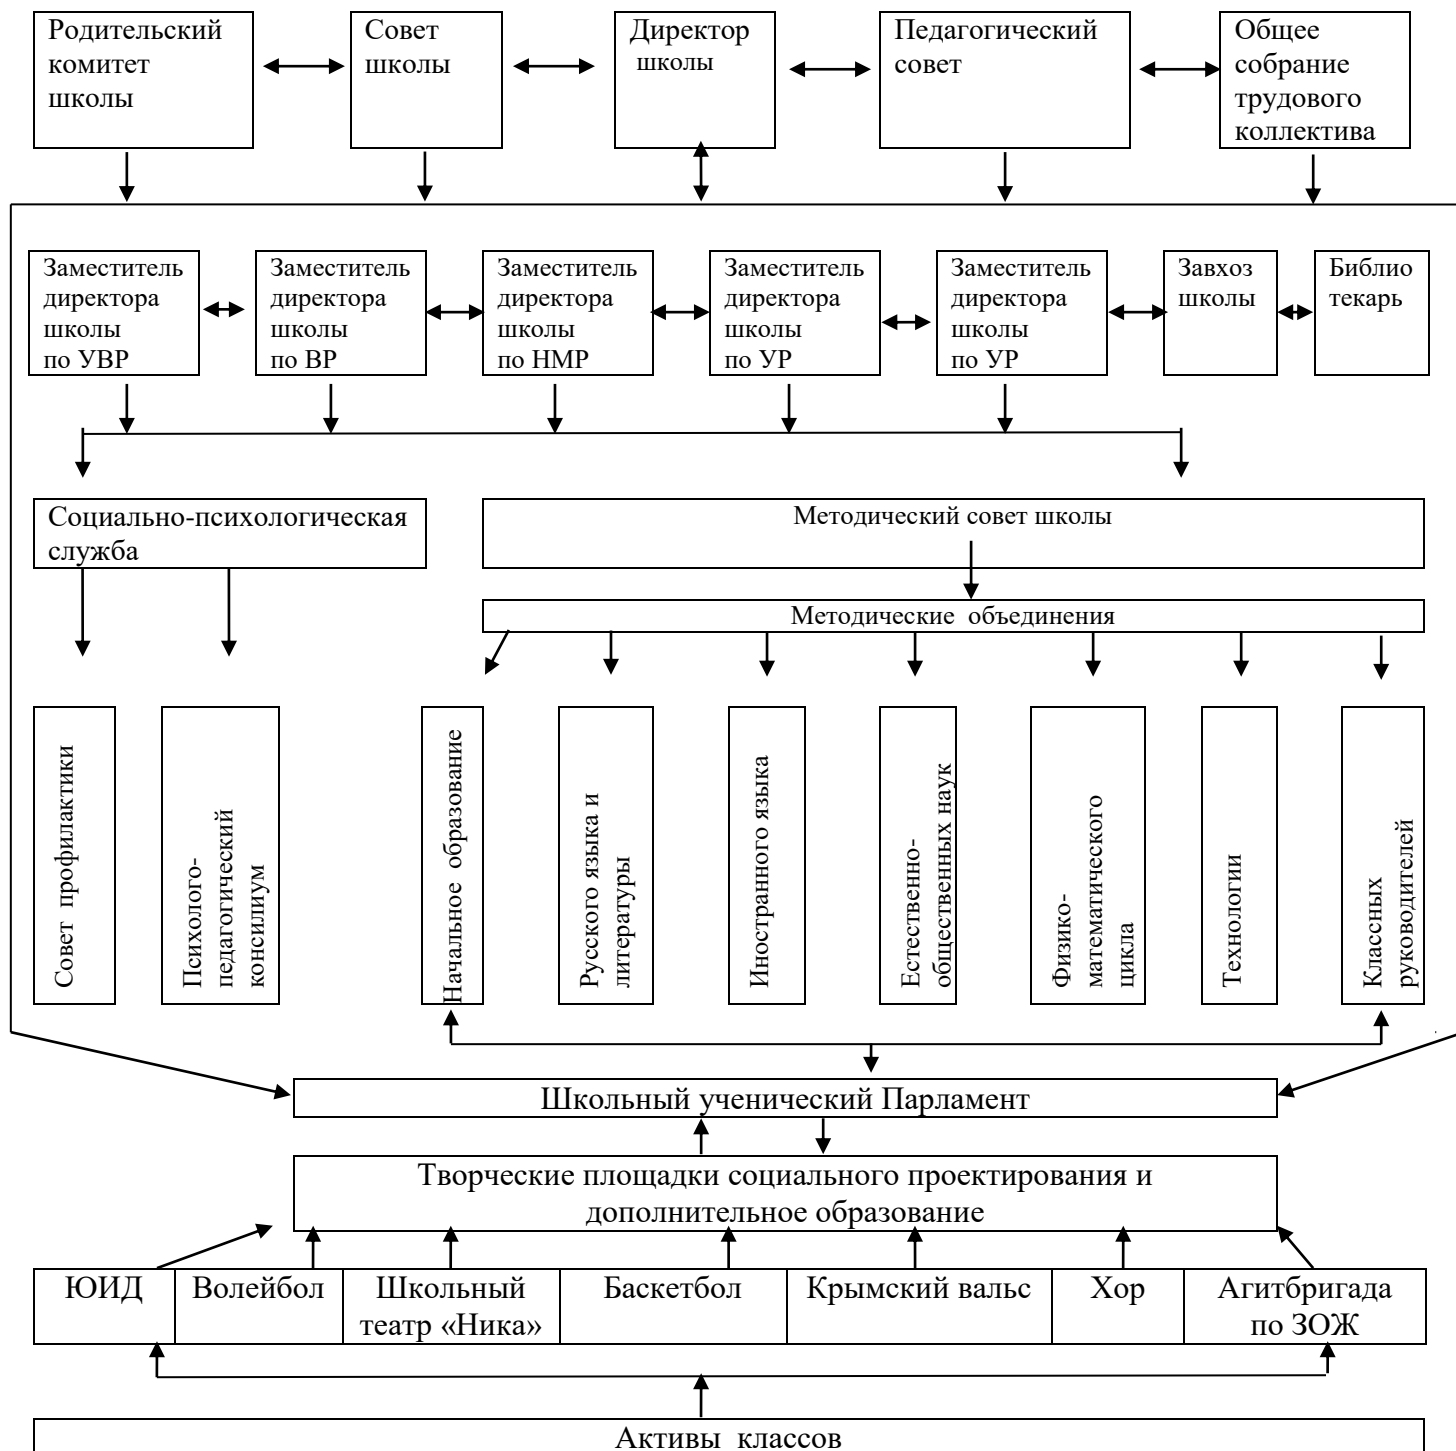 Родительский
комитет
школы
Совет
школы
Директор
школы
Педагогический
совет
Общее
собрание
трудового
коллектива
Заместитель
директора
школы
по УВР
Заместитель
директора
школы
по ВР
Заместитель
директора
школы
по НМР
Заместитель
директора
школы
по УР
Заместитель
директора
школы
по УР
Завхоз
школы
Библио
текарь
Социально-психологическая
служба
Методический совет школы
Методические объединения
Совет профилактики
Психолого-
педагогический
консилиум
Начальное образование
Русского языка и
литературы
Иностранного языка
Естественно-
общественных наук
Физико-
математического
цикла
Технологии
Классных
руководителей
Школьный ученический Парламент
Творческие площадки социального проектирования и
дополнительное образование
ЮИД
Волейбол
Школьный
театр «Ника»
Баскетбол
Крымский вальс
Хор
Агитбригада
по ЗОЖ
Активы классов